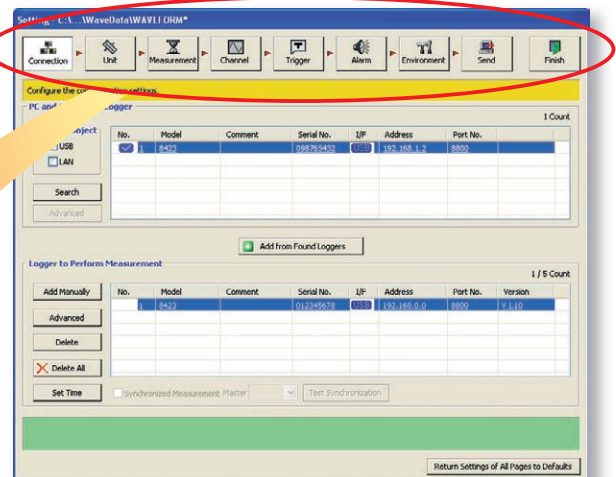 Setting - C:\...\WaveData\WAVEFORM*
Connection Unit Measurement Channel Trigger Alarm Environment Send Finish
Configure the settings.
PC and Logger
1 Count
USB
LAN
Search
Advanced
No. Model Comment Serial No. I/F Address Port No.
1 8423 098765432 USB 192.168.1.2 8800
Add from Found Loggers
Logger to Perform Measurement
1 / 5 Count
Add Manually
Advanced
Delete
Delete All
Set Time
No. Model Comment Serial No. I/F Address Port No. Version
1 8423 012345678 USB 192.168.0.0 8800 V 1.10
Synchronized Measurement Master Test Synchronization
Return Settings of All Pages to Defaults